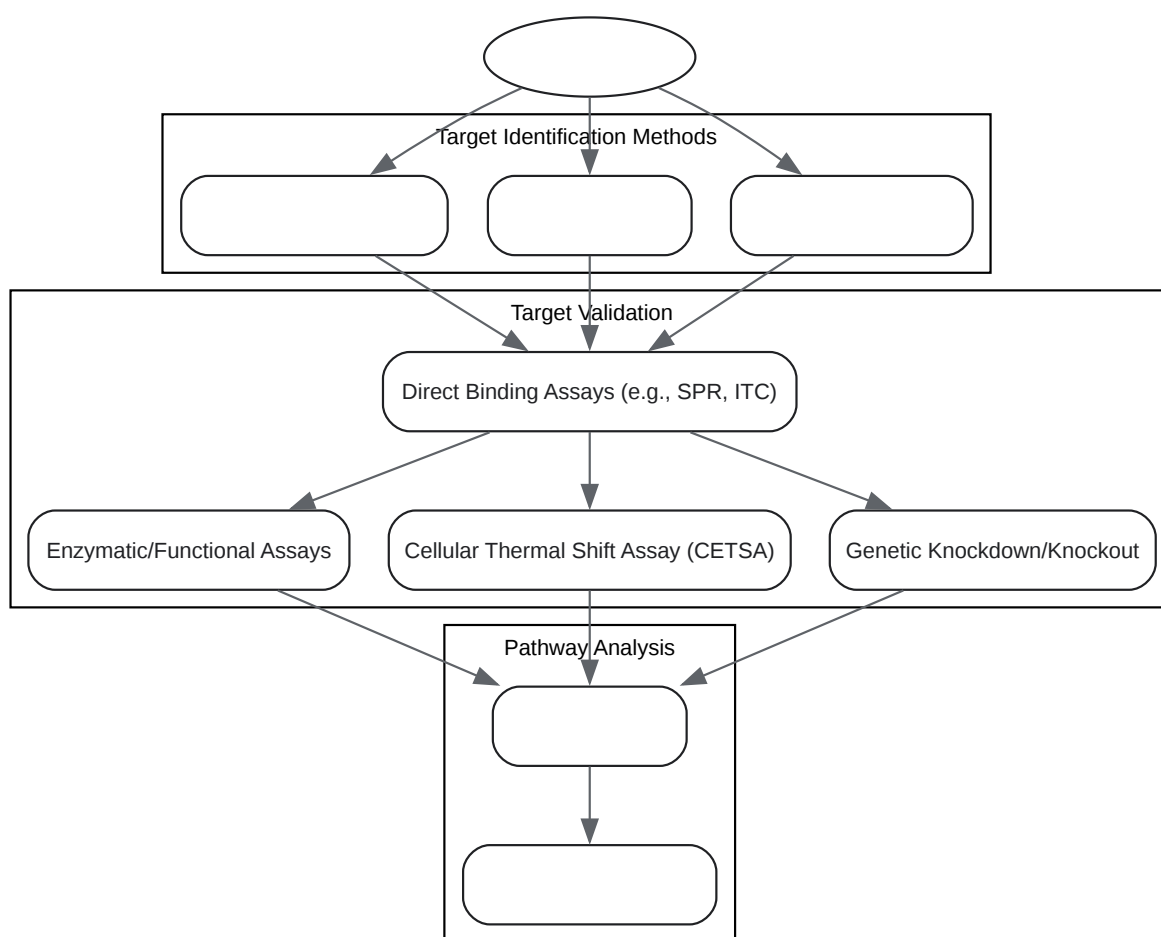 Target Identification Methods
Target Validation
Direct Binding Assays (e.g., SPR, ITC)
Enzymatic/Functional Assays
Cellular Thermal Shift Assay (CETSA)
Genetic Knockdown/Knockout
Pathway Analysis